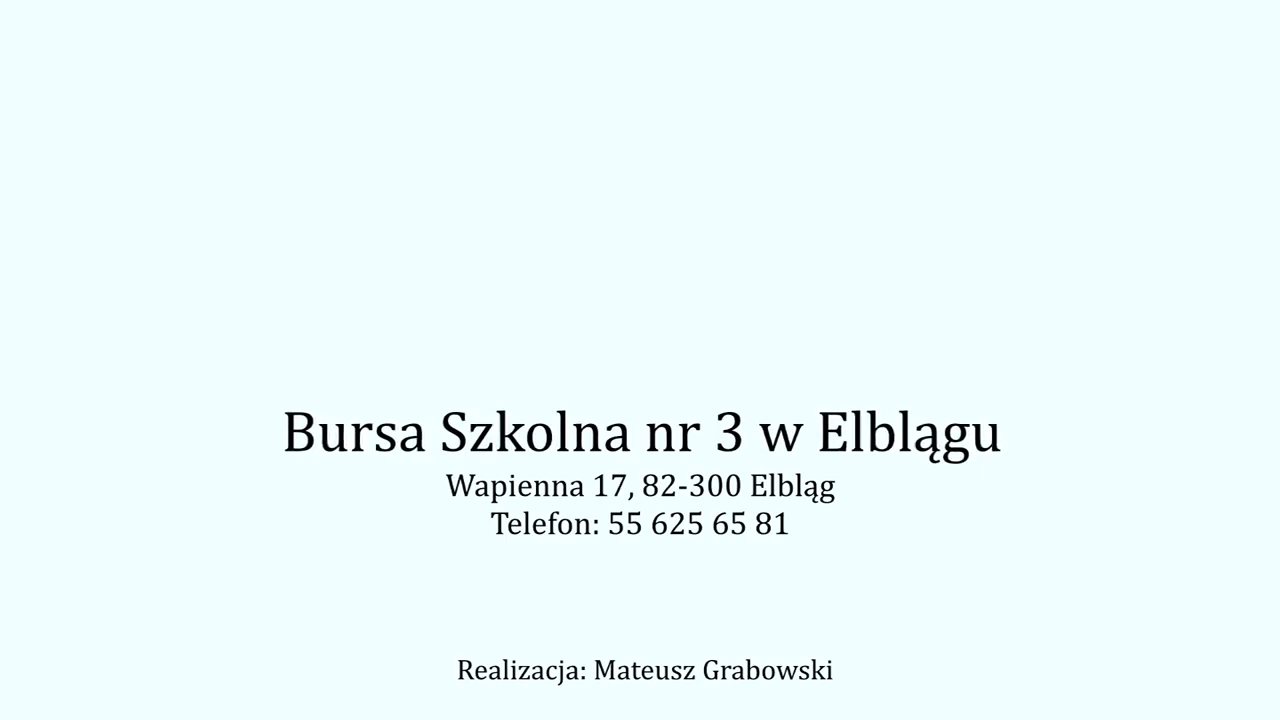 Bursa Szkolna nr 3 w Elblągu
Wapienna 17, 82-300 Elbląg
Telefon: 55 625 65 81
Realizacja: Mateusz Grabowski